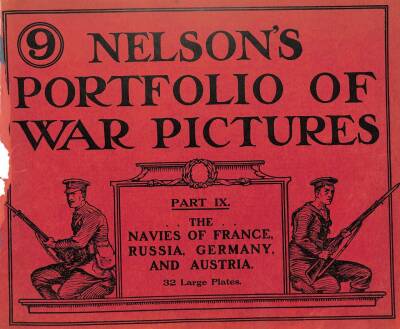 9 NELSON'S
PORTFOLIO OF
WAR PICTURES
PART IX.
. . THE . .
NAVIES OF FRANCE,
RUSSIA, GERMANY,
AND AUSTRIA.
32 Large Plates.